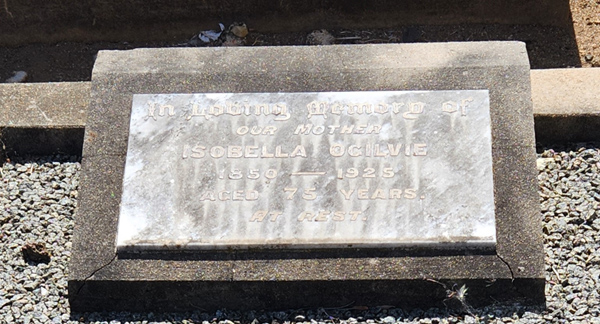 In Loving Memory of
OUR MOTHER
ISOBELLA OGILVIE
1850 — 1925
AGED 75 YEARS.
AT REST.